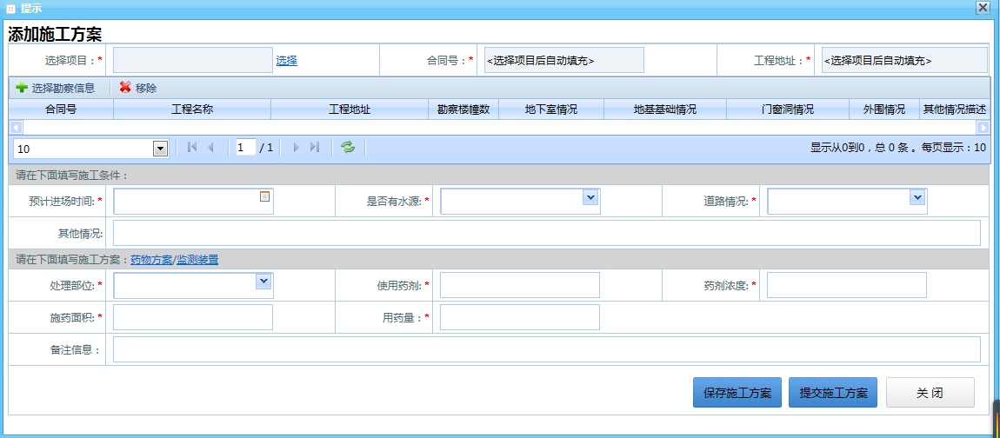 提示
添加施工方案
选择项目：* 选择 合同号：* <选择项目后自动填充> 工程地址：* <选择项目后自动填充>
选择勘察信息 移除
合同号 工程名称 工程地址 勘察楼幢数 地下室情况 地基基础情况 门窗洞情况 外围情况 其他情况描述
10 1 / 1 显示从0到0，总 0 条 。每页显示：10
请在下面填写施工条件：
预计进场时间:* 是否有水源:* 道路情况:*
其他情况:
请在下面填写施工方案：药物方案/监测装置
处理部位:* 使用药剂:* 药剂浓度:*
施药面积:* 用药量：*
备注信息：
保存施工方案 提交施工方案 关 闭